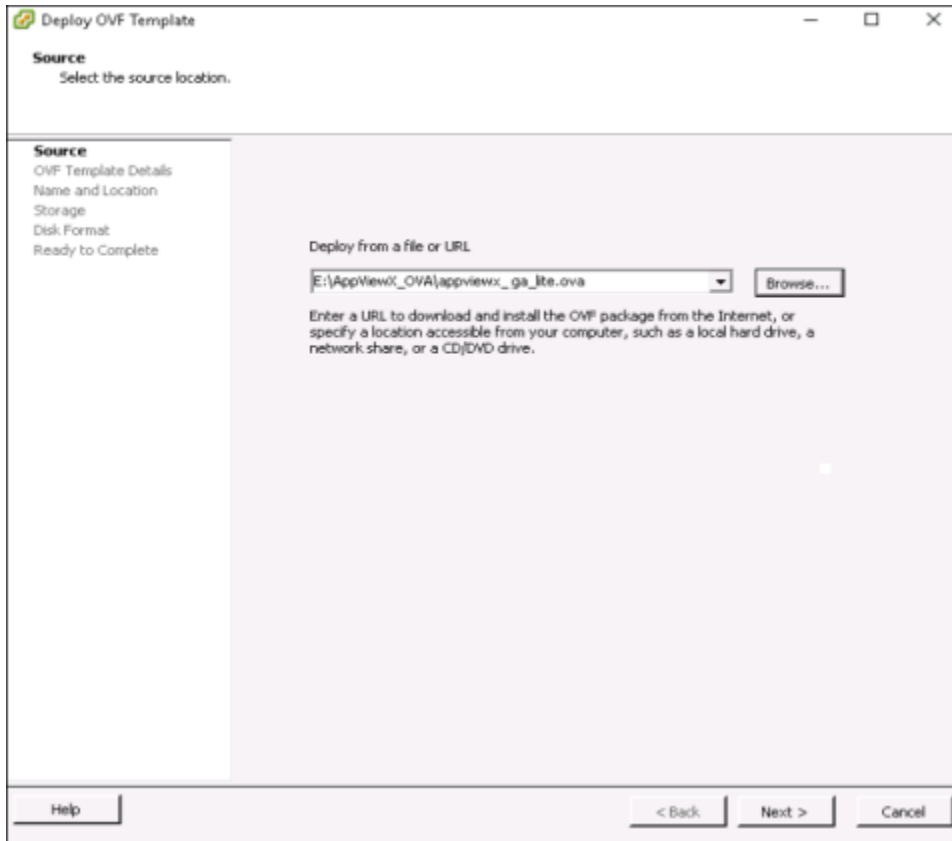 Deploy OVF Template
Source
Select the source location.
Source
OVF Template Details
Name and Location
Storage
Disk Format
Ready to Complete
Deploy from a file or URL
E:\AppViewX_OVA\appviewx_ga_lite.ova
Browse...
Enter a URL to download and install the OVF package from the Internet, or
specify a location accessible from your computer, such as a local hard drive, a
network share, or a CD/DVD drive.
Help
< Back
Next >
Cancel